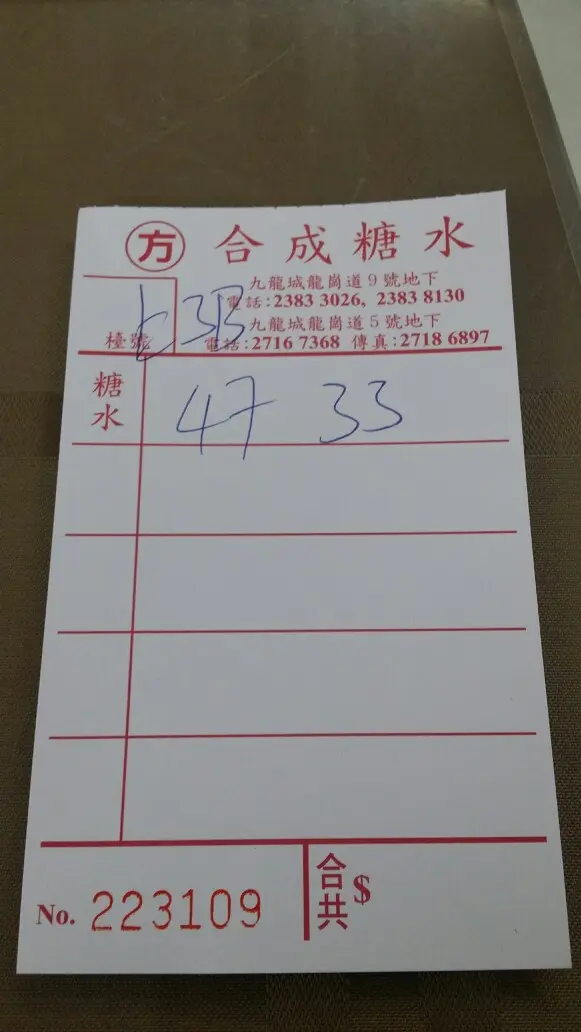 方 合成糖水
九龍城龍崗道9號地下
電話:2383 3026, 2383 8130
九龍城龍崗道5號地下
檯號 電話:2716 7368 傳真:2718 6897
糖水 47 33
No. 223109 合共 $